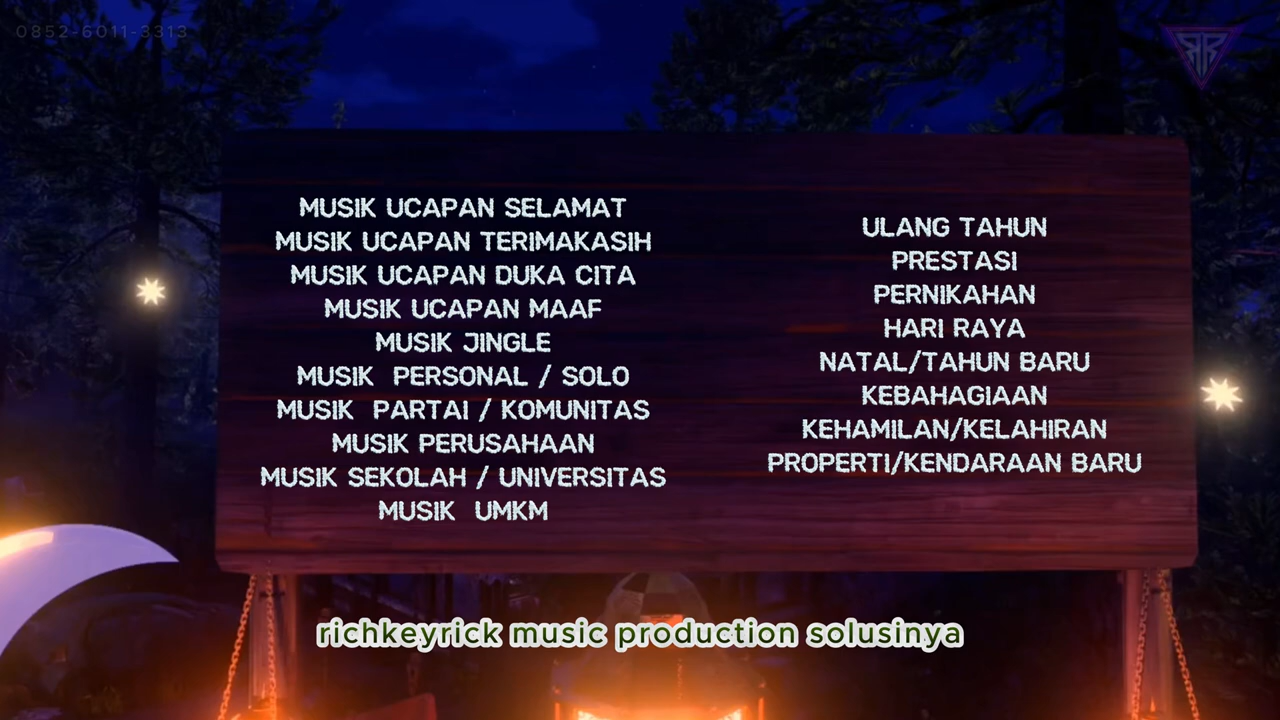 0852-6011-3313
MUSIK UCAPAN SELAMAT
MUSIK UCAPAN TERIMAKASIH
MUSIK UCAPAN DUKA CITA
MUSIK UCAPAN MAAF
MUSIK JINGLE
MUSIK PERSONAL / SOLO
MUSIK PARTAI / KOMUNITAS
MUSIK PERUSAHAAN
MUSIK SEKOLAH / UNIVERSITAS
MUSIK UMKM
ULANG TAHUN
PRESTASI
PERNIKAHAN
HARI RAYA
NATAL/TAHUN BARU
KEBAHAGIAAN
KEHAMILAN/KELAHIRAN
PROPERTI/KENDARAAN BARU
richkeyrick music production solusinya